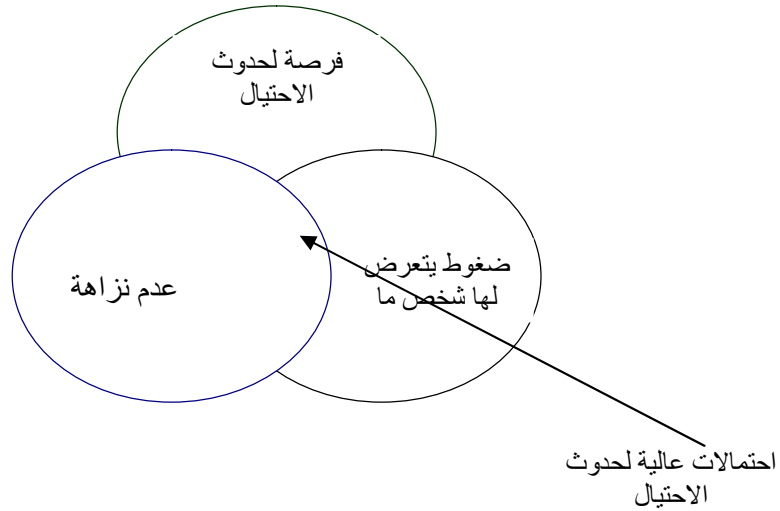 فرصة لحدوث
الاحتيال
ضغوط يتعرض
لها شخص ما
عدم نزاهة
احتمالات عالية لحدوث
الاحتيال